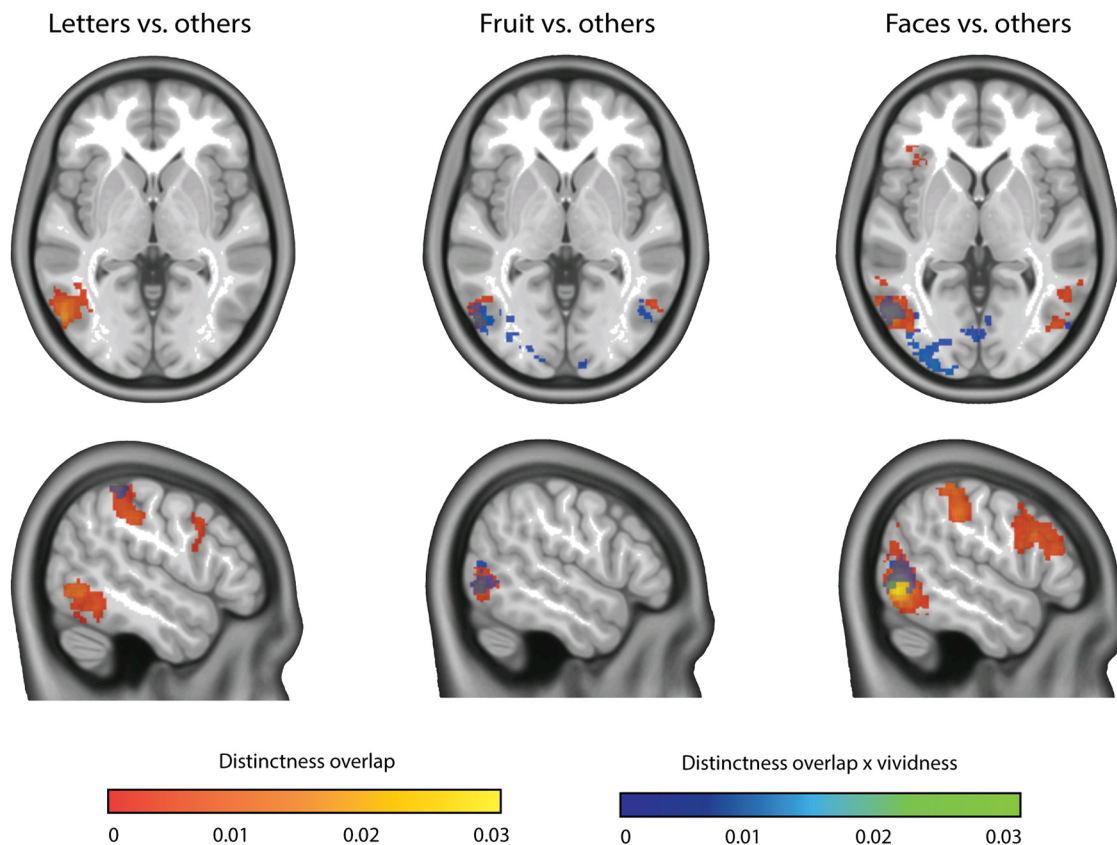 Letters vs. others
Fruit vs. others
Faces vs. others
Distinctness overlap
Distinctness overlap x vividness
0 0.01 0.02 0.03
0 0.01 0.02 0.03